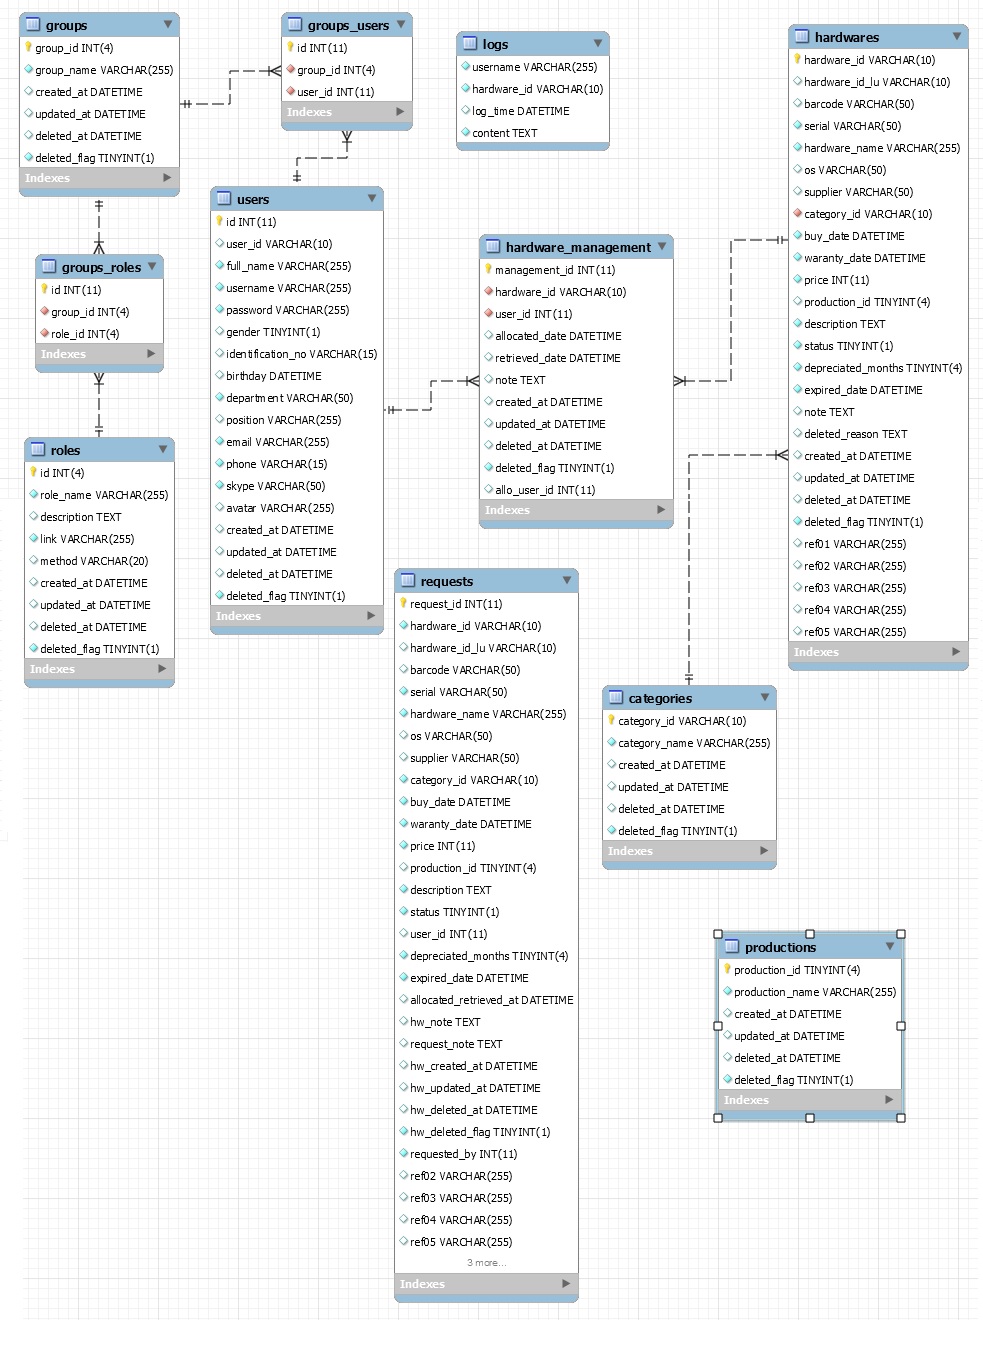 groups
group_id INT(4)
group_name VARCHAR(255)
created_at DATETIME
updated_at DATETIME
deleted_at DATETIME
deleted_flag TINYINT(1)
Indexes
groups_users
id INT(11)
group_id INT(4)
user_id INT(11)
Indexes
logs
username VARCHAR(255)
hardware_id VARCHAR(10)
log_time DATETIME
content TEXT
hardwares
hardware_id VARCHAR(10)
hardware_id_lu VARCHAR(10)
barcode VARCHAR(50)
serial VARCHAR(50)
hardware_name VARCHAR(255)
os VARCHAR(50)
supplier VARCHAR(50)
category_id VARCHAR(10)
buy_date DATETIME
waranty_date DATETIME
price INT(11)
production_id TINYINT(4)
description TEXT
status TINYINT(1)
depreciated_months TINYINT(4)
expired_date DATETIME
note TEXT
deleted_reason TEXT
created_at DATETIME
updated_at DATETIME
deleted_at DATETIME
deleted_flag TINYINT(1)
ref01 VARCHAR(255)
ref02 VARCHAR(255)
ref03 VARCHAR(255)
ref04 VARCHAR(255)
ref05 VARCHAR(255)
Indexes
groups_roles
id INT(11)
group_id INT(4)
role_id INT(4)
Indexes
users
id INT(11)
user_id VARCHAR(10)
full_name VARCHAR(255)
username VARCHAR(255)
password VARCHAR(255)
gender TINYINT(1)
identification_no VARCHAR(15)
birthday DATETIME
department VARCHAR(50)
position VARCHAR(255)
email VARCHAR(255)
phone VARCHAR(15)
skype VARCHAR(50)
avatar VARCHAR(255)
created_at DATETIME
updated_at DATETIME
deleted_at DATETIME
deleted_flag TINYINT(1)
Indexes
hardware_management
management_id INT(11)
hardware_id VARCHAR(10)
user_id INT(11)
allocated_date DATETIME
retrieved_date DATETIME
note TEXT
created_at DATETIME
updated_at DATETIME
deleted_at DATETIME
deleted_flag TINYINT(1)
allo_user_id INT(11)
Indexes
roles
id INT(4)
role_name VARCHAR(255)
description TEXT
link VARCHAR(255)
method VARCHAR(20)
created_at DATETIME
updated_at DATETIME
deleted_at DATETIME
deleted_flag TINYINT(1)
Indexes
requests
request_id INT(11)
hardware_id VARCHAR(10)
hardware_id_lu VARCHAR(10)
barcode VARCHAR(50)
serial VARCHAR(50)
hardware_name VARCHAR(255)
os VARCHAR(50)
supplier VARCHAR(50)
category_id VARCHAR(10)
buy_date DATETIME
waranty_date DATETIME
price INT(11)
production_id TINYINT(4)
description TEXT
status TINYINT(1)
user_id INT(11)
depreciated_months TINYINT(4)
expired_date DATETIME
allocated_retrieved_at DATETIME
hw_note TEXT
request_note TEXT
hw_created_at DATETIME
hw_updated_at DATETIME
hw_deleted_at DATETIME
hw_deleted_flag TINYINT(1)
requested_by INT(11)
ref02 VARCHAR(255)
ref03 VARCHAR(255)
ref04 VARCHAR(255)
ref05 VARCHAR(255)
3 more...
Indexes
categories
category_id VARCHAR(10)
category_name VARCHAR(255)
created_at DATETIME
updated_at DATETIME
deleted_at DATETIME
deleted_flag TINYINT(1)
Indexes
productions
production_id TINYINT(4)
production_name VARCHAR(255)
created_at DATETIME
updated_at DATETIME
deleted_at DATETIME
deleted_flag TINYINT(1)
Indexes